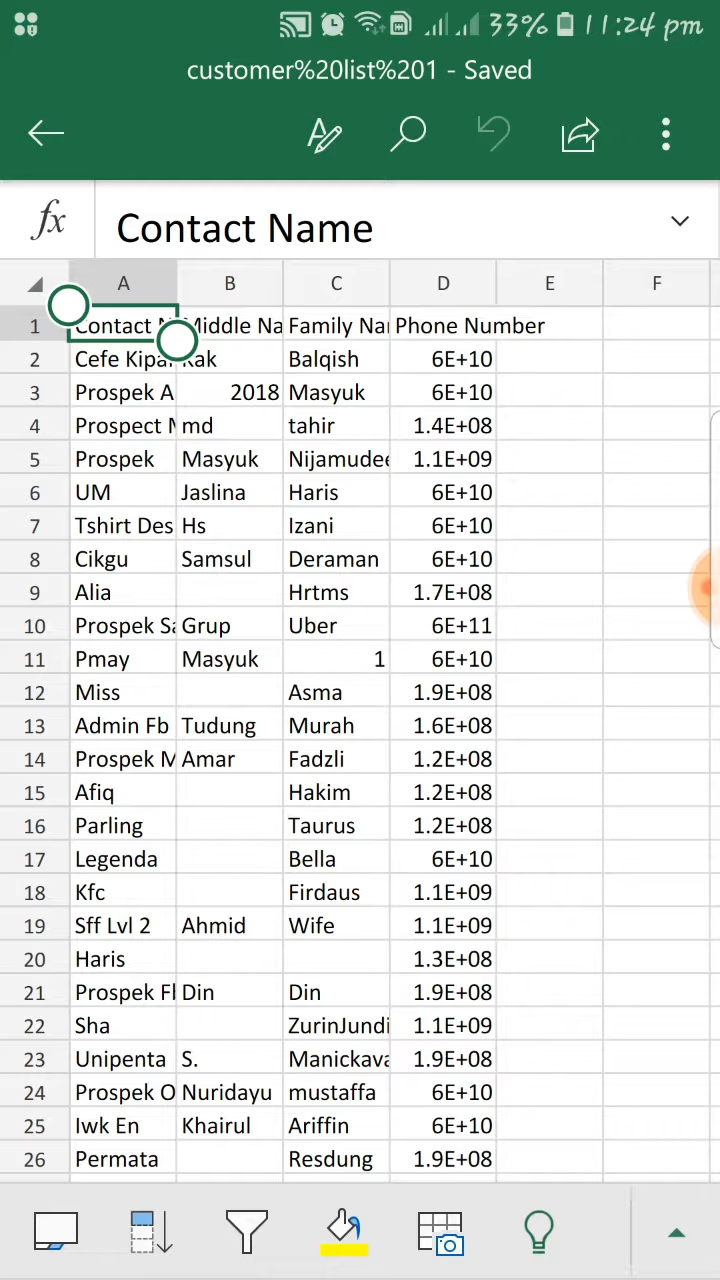 33% 11:24 pm
customer%20list%201 - Saved
fx Contact Name
A B C D E F
1 Contact N Middle Na Family Nar Phone Number
2 Cefe Kipa Kak Balqish 6E+10
3 Prospek A 2018 Masyuk 6E+10
4 Prospect M md tahir 1.4E+08
5 Prospek Masyuk Nijamudee 1.1E+09
6 UM Jaslina Haris 6E+10
7 Tshirt Des Hs Izani 6E+10
8 Cikgu Samsul Deraman 6E+10
9 Alia Hrtms 1.7E+08
10 Prospek Sa Grup Uber 6E+11
11 Pmay Masyuk 1 6E+10
12 Miss Asma 1.9E+08
13 Admin Fb Tudung Murah 1.6E+08
14 Prospek M Amar Fadzli 1.2E+08
15 Afiq Hakim 1.2E+08
16 Parling Taurus 1.2E+08
17 Legenda Bella 6E+10
18 Kfc Firdaus 1.1E+09
19 Sff Lvl 2 Ahmid Wife 1.1E+09
20 Haris 1.3E+08
21 Prospek Fl Din Din 1.9E+08
22 Sha ZurinJundi 1.1E+09
23 Unipenta S. Manickava 1.9E+08
24 Prospek O Nuridayu mustaffa 6E+10
25 Iwk En Khairul Ariffin 6E+10
26 Permata Resdung 1.9E+08